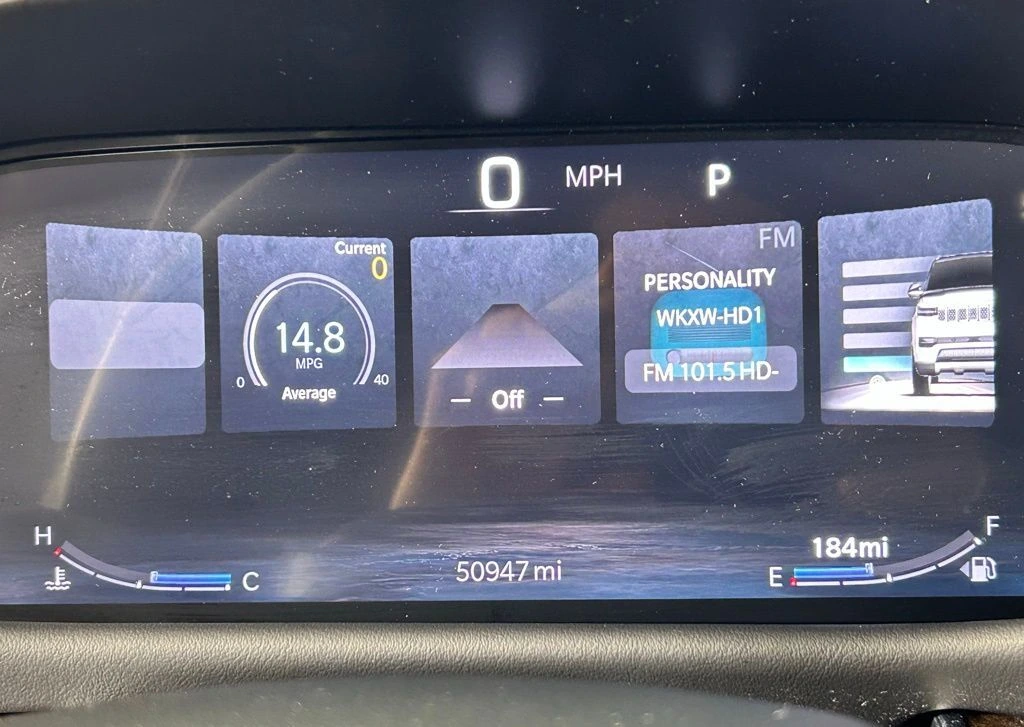 0 MPH P
Current
0
14.8
MPG
0 40
Average
Off
FM
PERSONALITY
WKXW-HD1
FM 101.5 HD-
H
C
50947 mi
184mi
E
F